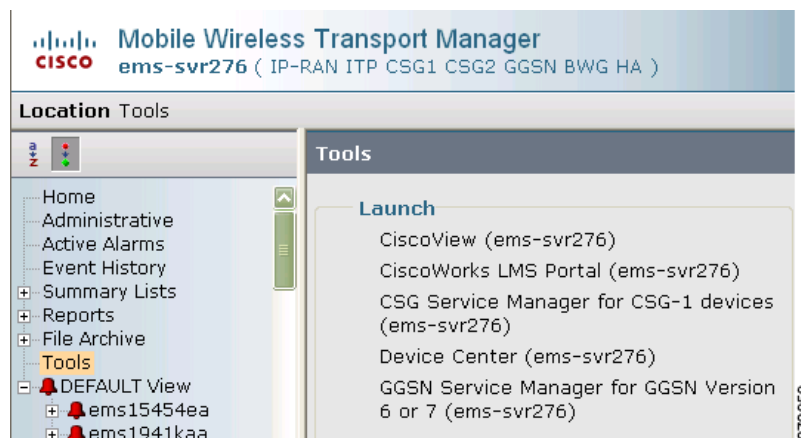 CISCO
Mobile Wireless Transport Manager
ems-svr276 ( IP-RAN ITP CSG1 CSG2 GGSN BWG HA )
Location Tools
a
z
Tools
Home
Administrative
Active Alarms
Event History
Summary Lists
Reports
File Archive
Tools
DEFAULT View
ems15454ea
ems1941kaa
Launch
CiscoView (ems-svr276)
CiscoWorks LMS Portal (ems-svr276)
CSG Service Manager for CSG-1 devices
(ems-svr276)
Device Center (ems-svr276)
GGSN Service Manager for GGSN Version
6 or 7 (ems-svr276)